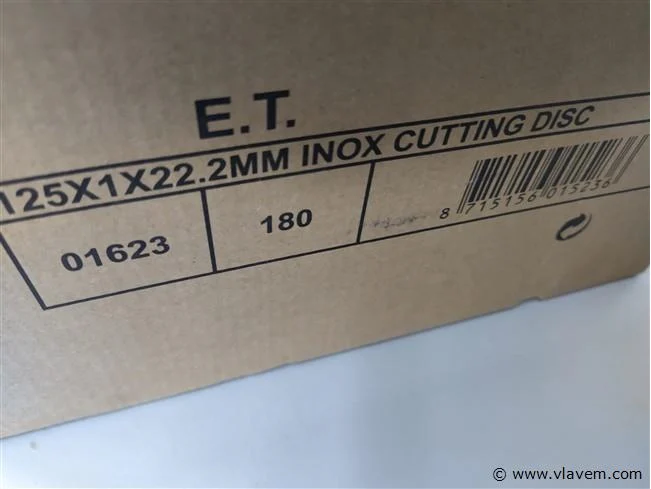 E.T.
125X1X22.2MM INOX CUTTING DISC
01623
180
8 715156 015236
© www.vlavem.com